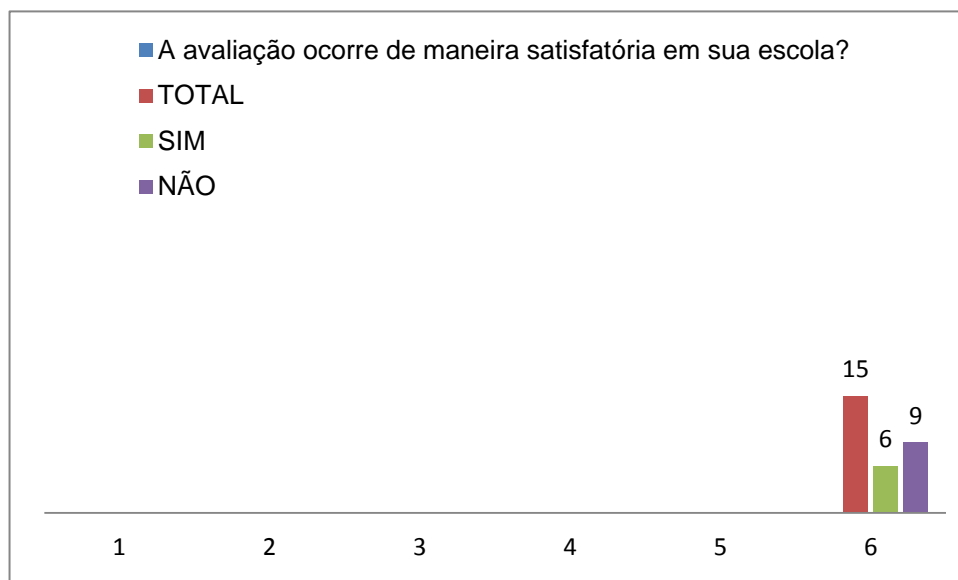 A avaliação ocorre de maneira satisfatória em sua escola?
TOTAL
SIM
NÃO
15
6
9
1 2 3 4 5 6